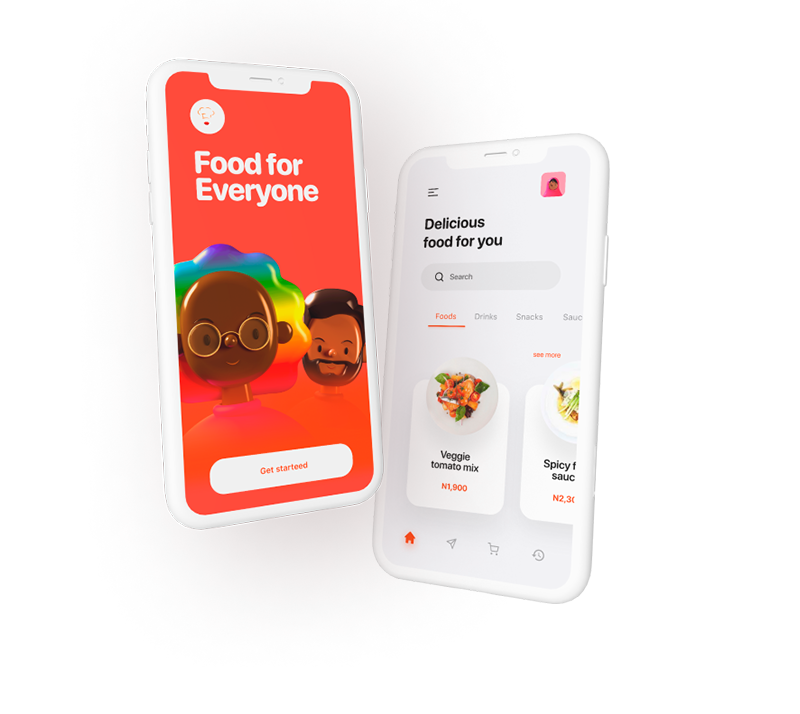 Food for
Everyone
Get starteed
Delicious
food for you
Search
Foods Drinks Snacks Sauc
see more
Veggie
tomato mix
N1,900
Spicy f
sauc
N2,30